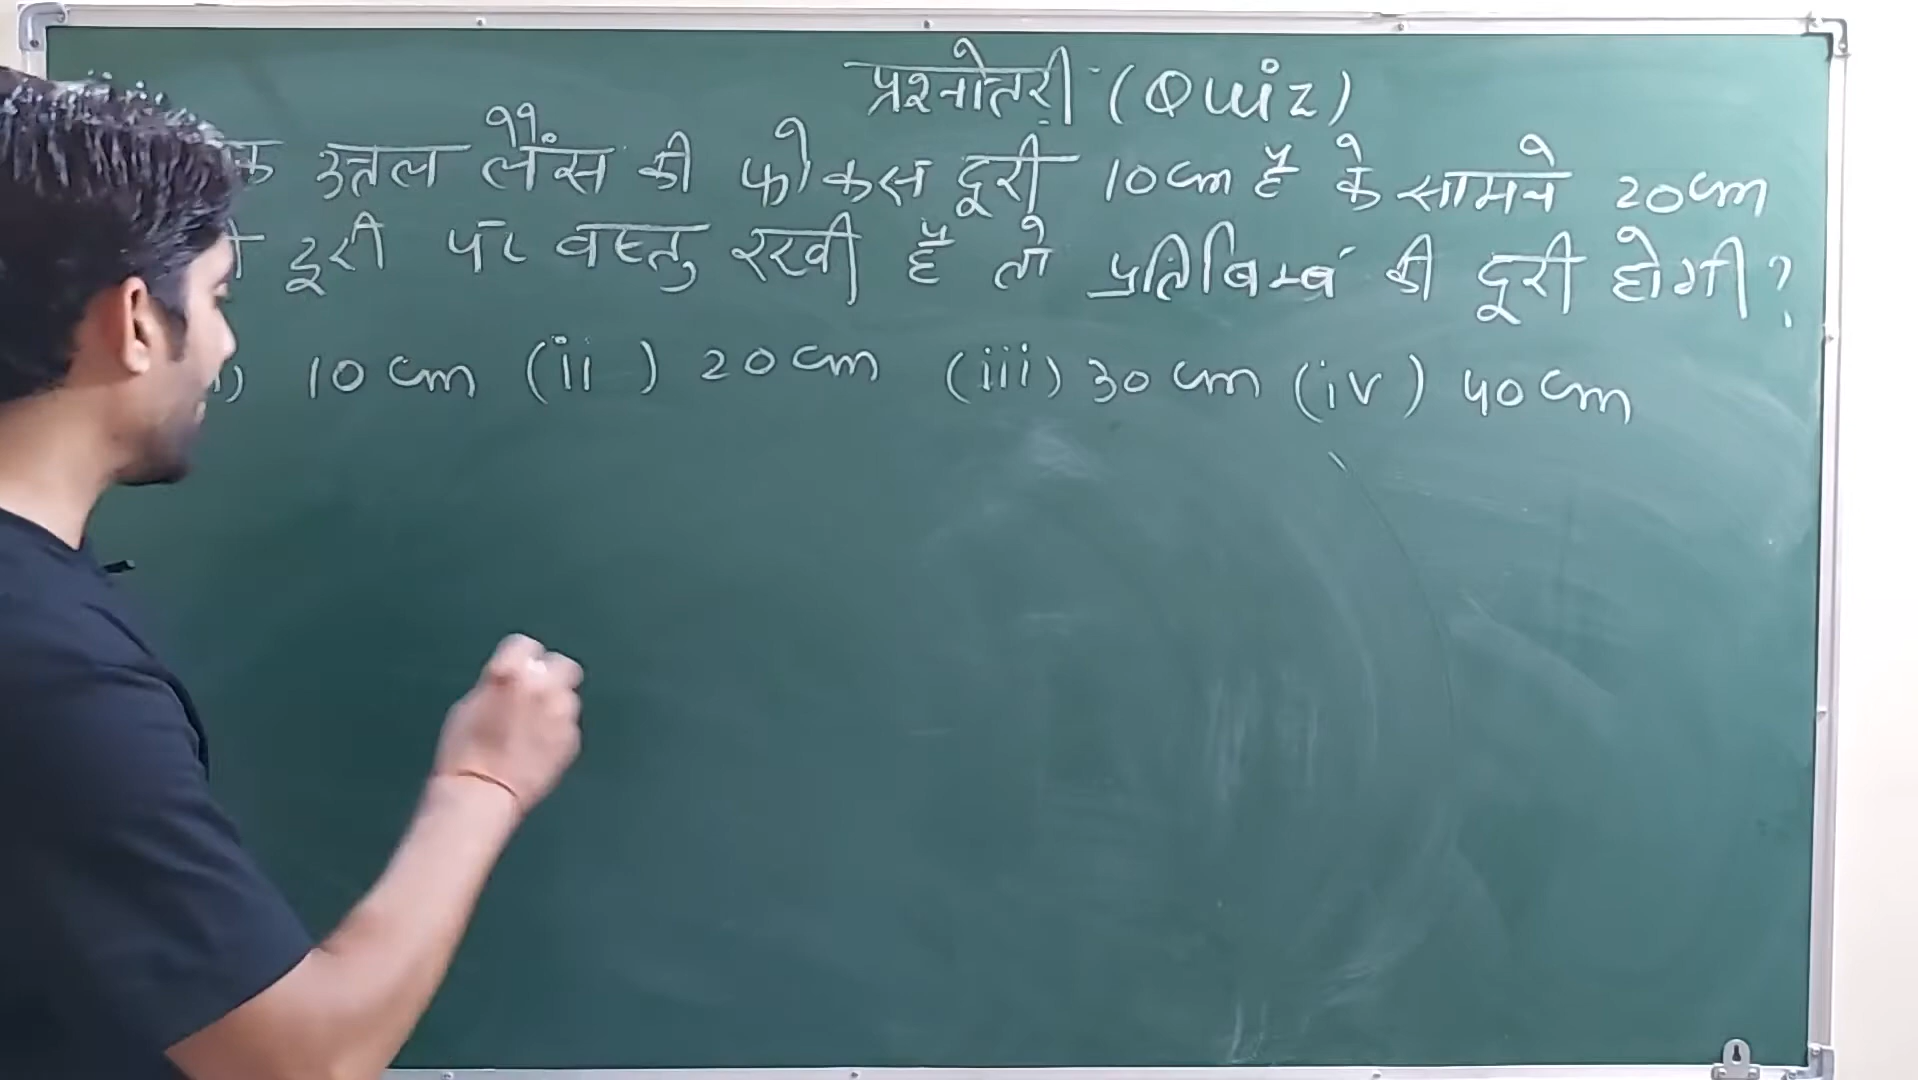 प्रश्नोतरी (Quiz)
उत्तल लैंस की फोकस दूरी 10cm है के सामने 20cm
दूरी पर वस्तु रखी है तो प्रतिबिम्ब की दूरी होगी?
10 cm (ii) 20 cm (iii) 30 cm (iv) 40 cm